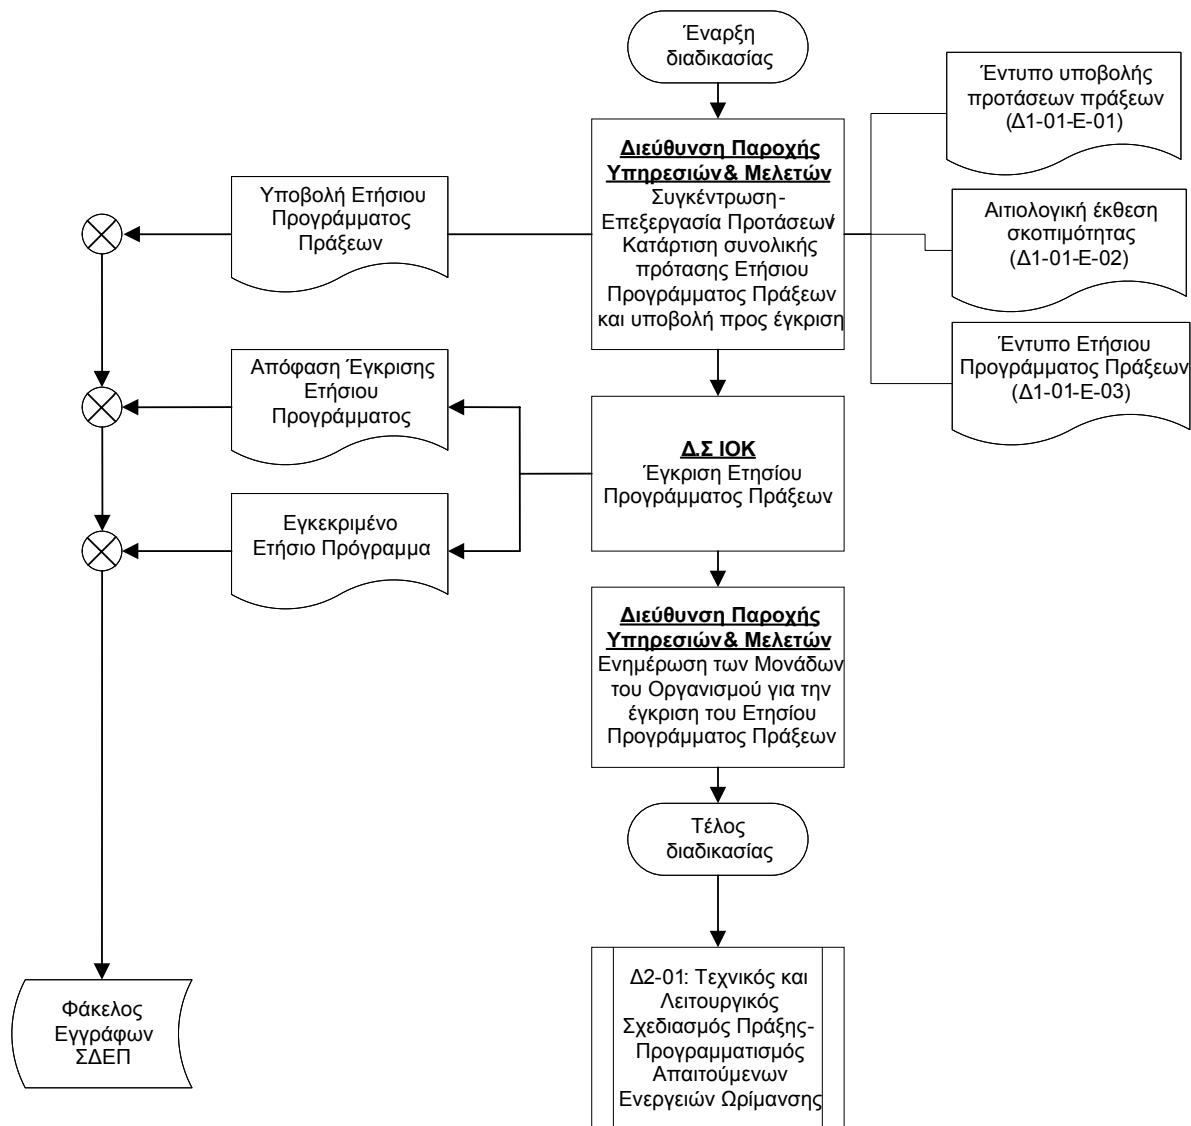 Έναρξη
διαδικασίας
Έντυπο υποβολής
προτάσεων πράξεων
(Δ1-01-Ε-01)
Διεύθυνση Παροχής
Υπηρεσιών & Μελετών
Συγκέντρωση-
Επεξεργασία Προτάσεων/
Κατάρτιση συνολικής
πρότασης Ετήσιου
Προγράμματος Πράξεων
και υποβολή προς έγκριση
Υποβολή Ετήσιου
Προγράμματος
Πράξεων
Αιτιολογική έκθεση
σκοπιμότητας
(Δ1-01-Ε-02)
Έντυπο Ετήσιου
Προγράμματος Πράξεων
(Δ1-01-Ε-03)
Απόφαση Έγκρισης
Ετήσιου
Προγράμματος
Δ.Σ ΙΟΚ
Έγκριση Ετησίου
Προγράμματος Πράξεων.
Εγκεκριμένο
Ετήσιο Πρόγραμμα
Διεύθυνση Παροχής
Υπηρεσιών & Μελετών
Ενημέρωση των Μονάδων
του Οργανισμού για την
έγκριση του Ετησίου
Προγράμματος Πράξεων
Τέλος
διαδικασίας
Δ2-01: Τεχνικός και
Λειτουργικός
Σχεδιασμός Πράξης-
Προγραμματισμός
Απαιτούμενων
Ενεργειών Ωρίμανσης
Φάκελος
Εγγράφων
ΣΔΕΠ